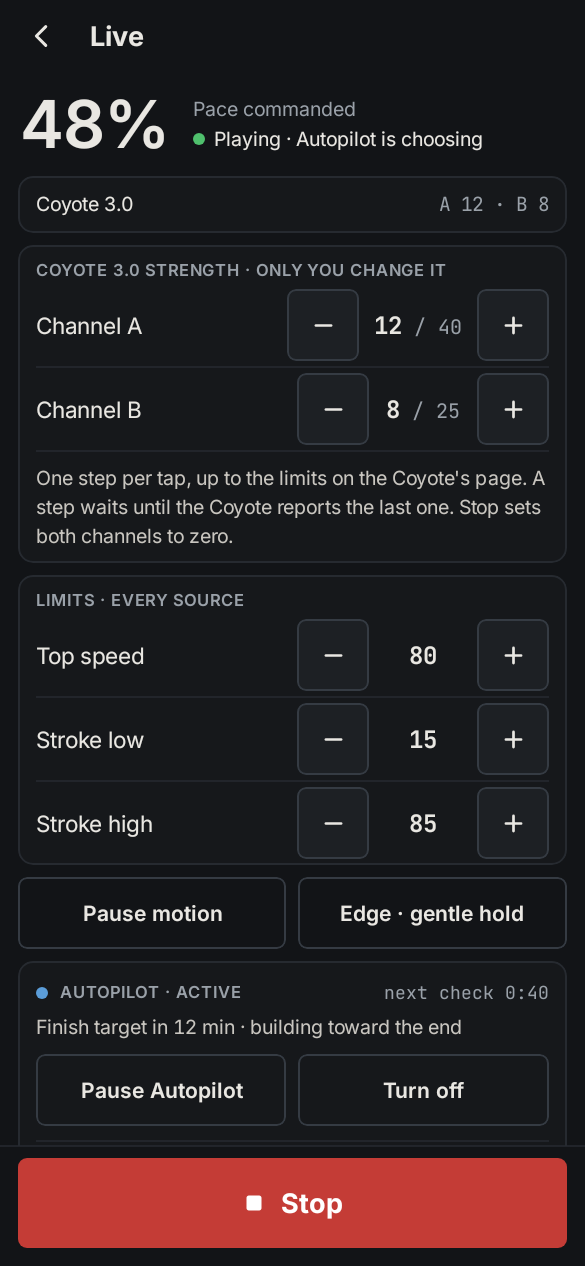 Live
48%
Pace commanded
Playing · Autopilot is choosing
Coyote 3.0
A 12 · B 8
COYOTE 3.0 STRENGTH · ONLY YOU CHANGE IT
Channel A
− 12 / 40 +
Channel B
− 8 / 25 +
One step per tap, up to the limits on the Coyote's page. A
step waits until the Coyote reports the last one. Stop sets
both channels to zero.
LIMITS · EVERY SOURCE
Top speed
− 80 +
Stroke low
− 15 +
Stroke high
− 85 +
Pause motion
Edge · gentle hold
AUTOPILOT · ACTIVE
next check 0:40
Finish target in 12 min · building toward the end
Pause Autopilot
Turn off
Stop